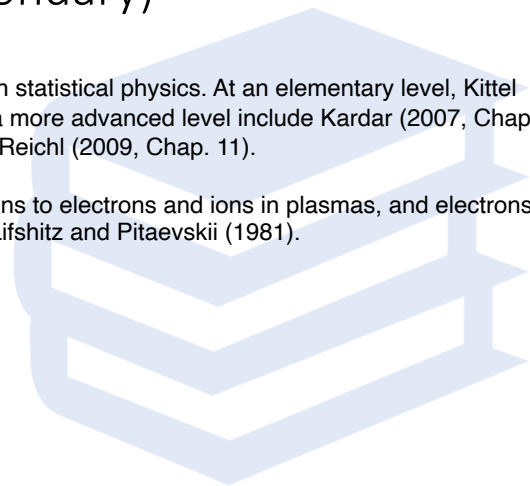 ondary)
n statistical physics. At an elementary level, Kittel
a more advanced level include Kardar (2007, Chap
Reichl (2009, Chap. 11).
ns to electrons and ions in plasmas, and electrons
ifshitz and Pitaevskii (1981).